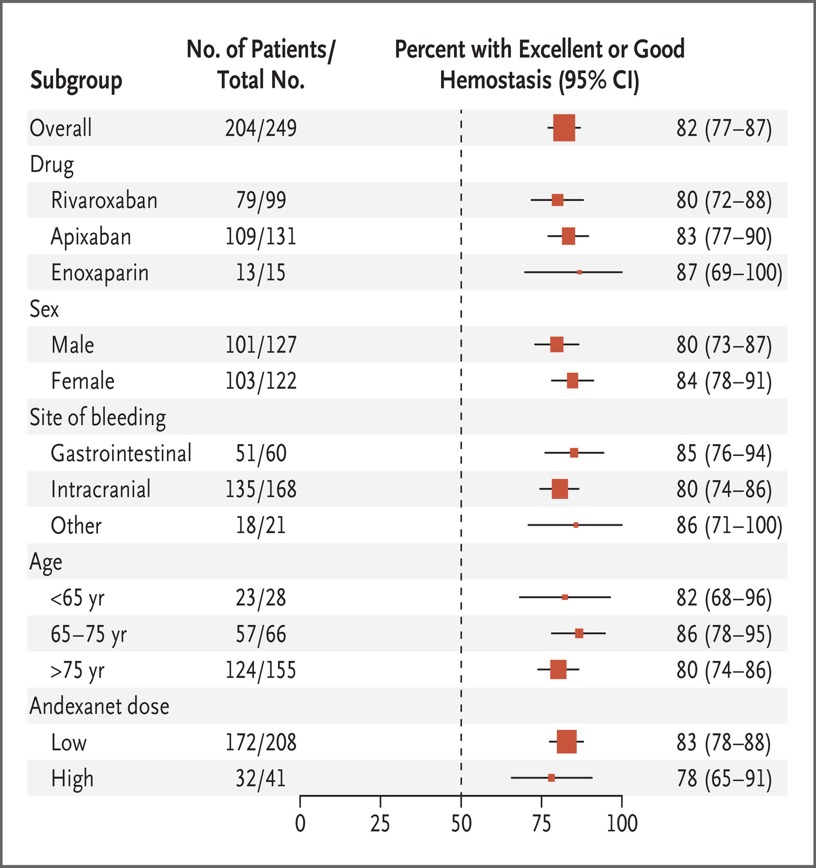 Subgroup No. of Patients/ Total No. Percent with Excellent or Good Hemostasis (95% CI)
Overall 204/249 82 (77–87)
Drug
Rivaroxaban 79/99 80 (72–88)
Apixaban 109/131 83 (77–90)
Enoxaparin 13/15 87 (69–100)
Sex
Male 101/127 80 (73–87)
Female 103/122 84 (78–91)
Site of bleeding
Gastrointestinal 51/60 85 (76–94)
Intracranial 135/168 80 (74–86)
Other 18/21 86 (71–100)
Age
<65 yr 23/28 82 (68–96)
65–75 yr 57/66 86 (78–95)
>75 yr 124/155 80 (74–86)
Andexanet dose
Low 172/208 83 (78–88)
High 32/41 78 (65–91)
0 25 50 75 100